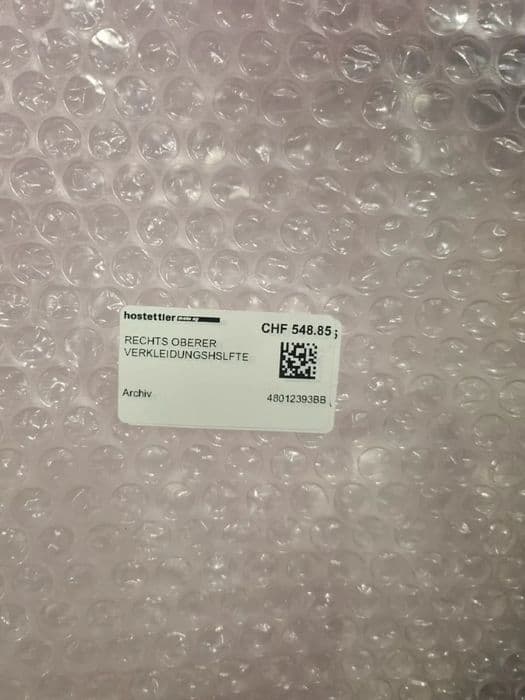 hostettler
CHF 548.85
RECHTS OBERER
VERKLEIDUNGSHSLFTE
Archiv
48012393BB